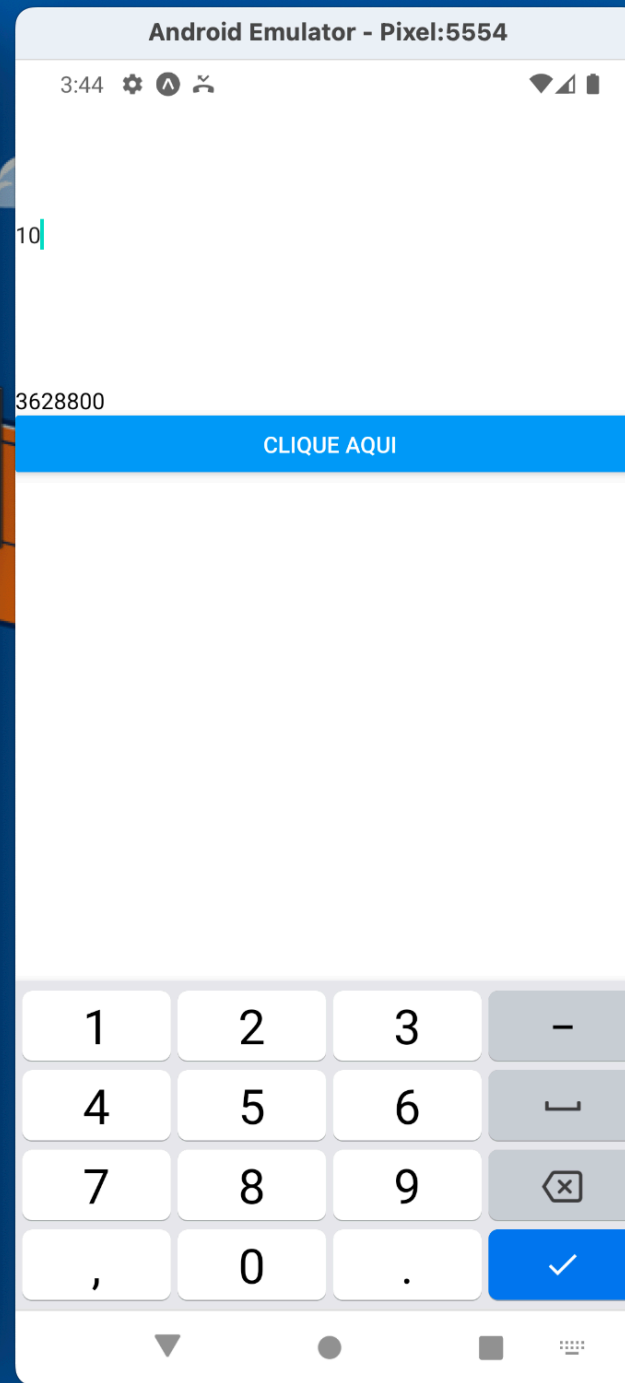 Android Emulator - Pixel:5554
3:44
10
3628800
CLIQUE AQUI
1 2 3 -
4 5 6
7 8 9
, 0 .